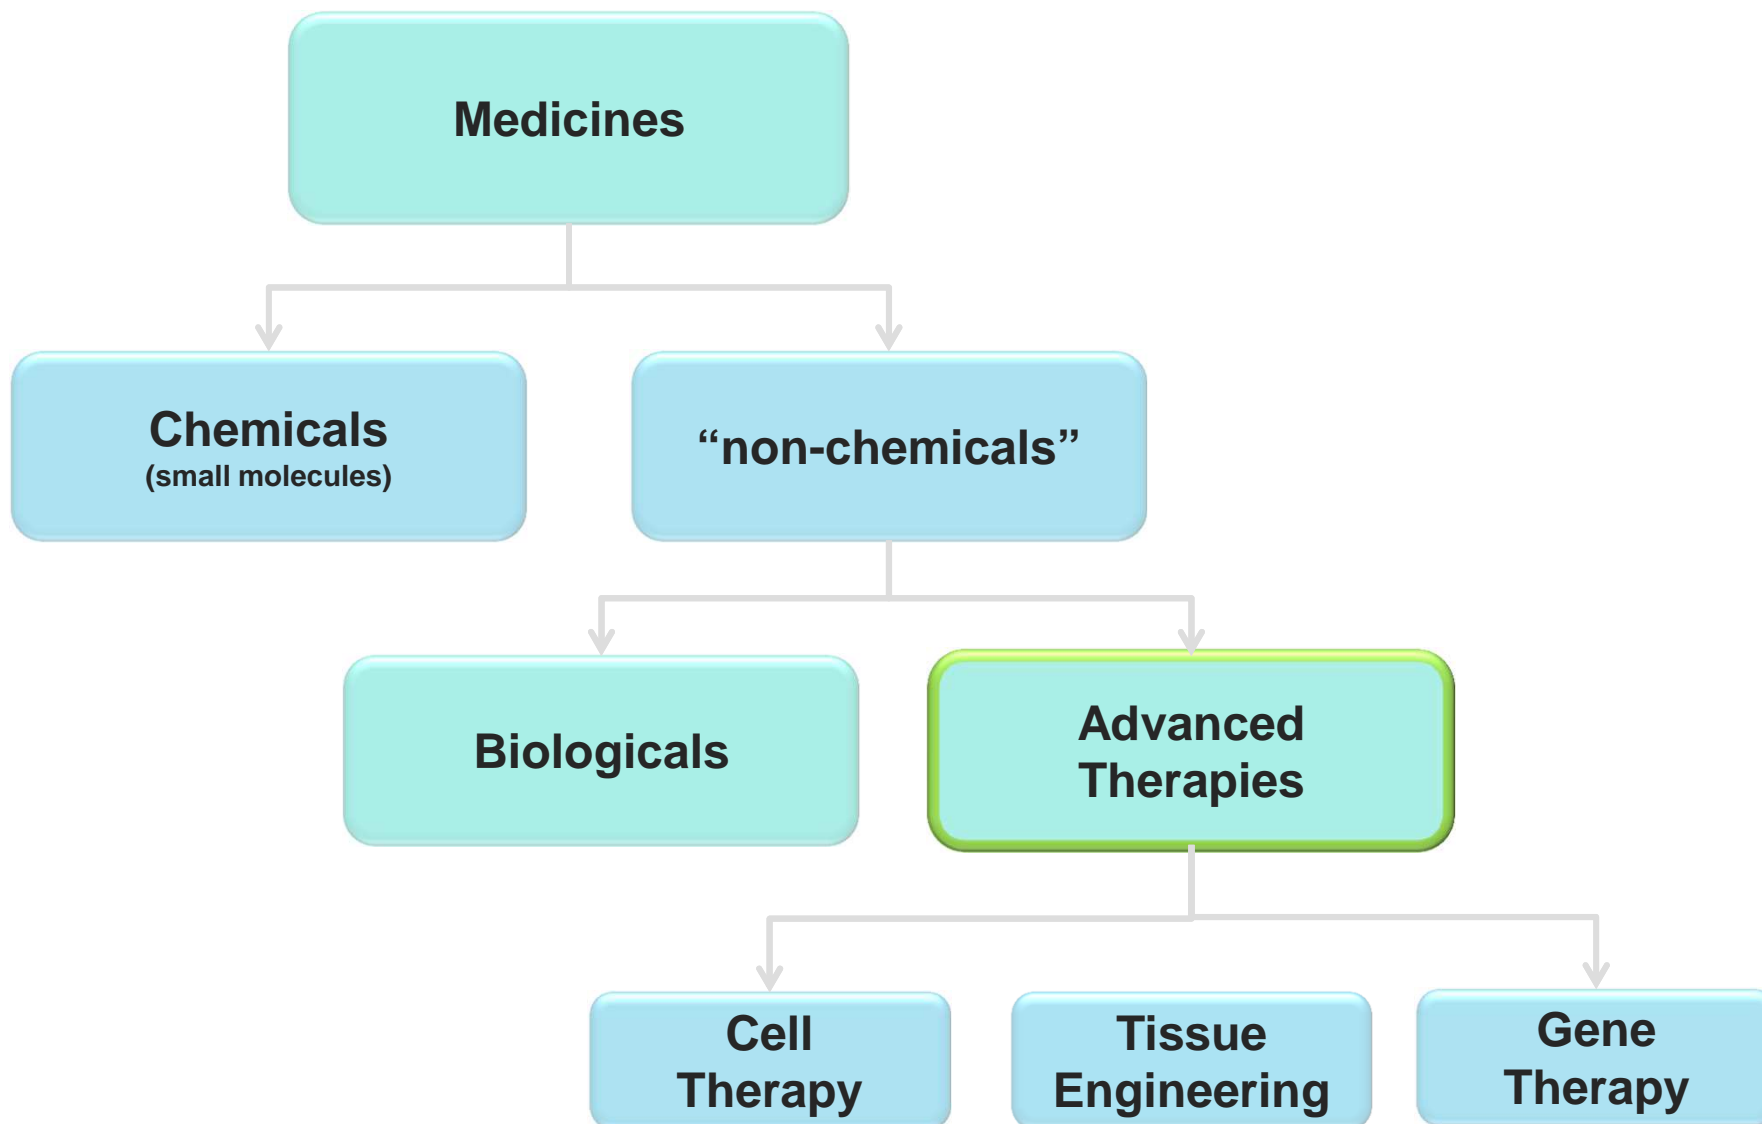 Medicines
Chemicals
(small molecules)
“non-chemicals”
Biologicals
Advanced
Therapies
Cell
Therapy
Tissue
Engineering
Gene
Therapy